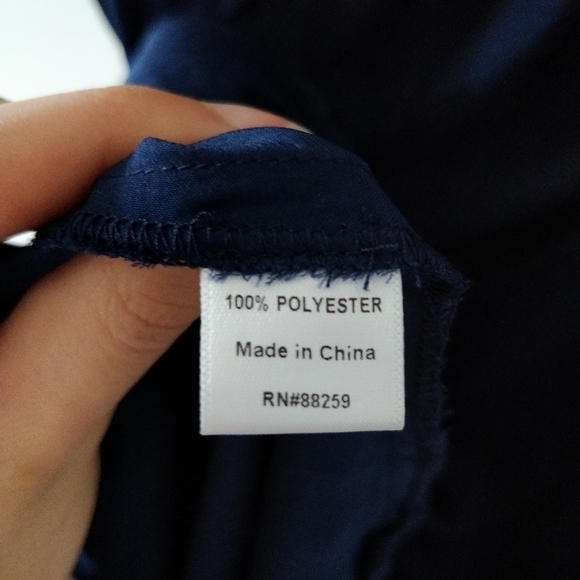 100% POLYESTER
Made in China
RN#88259